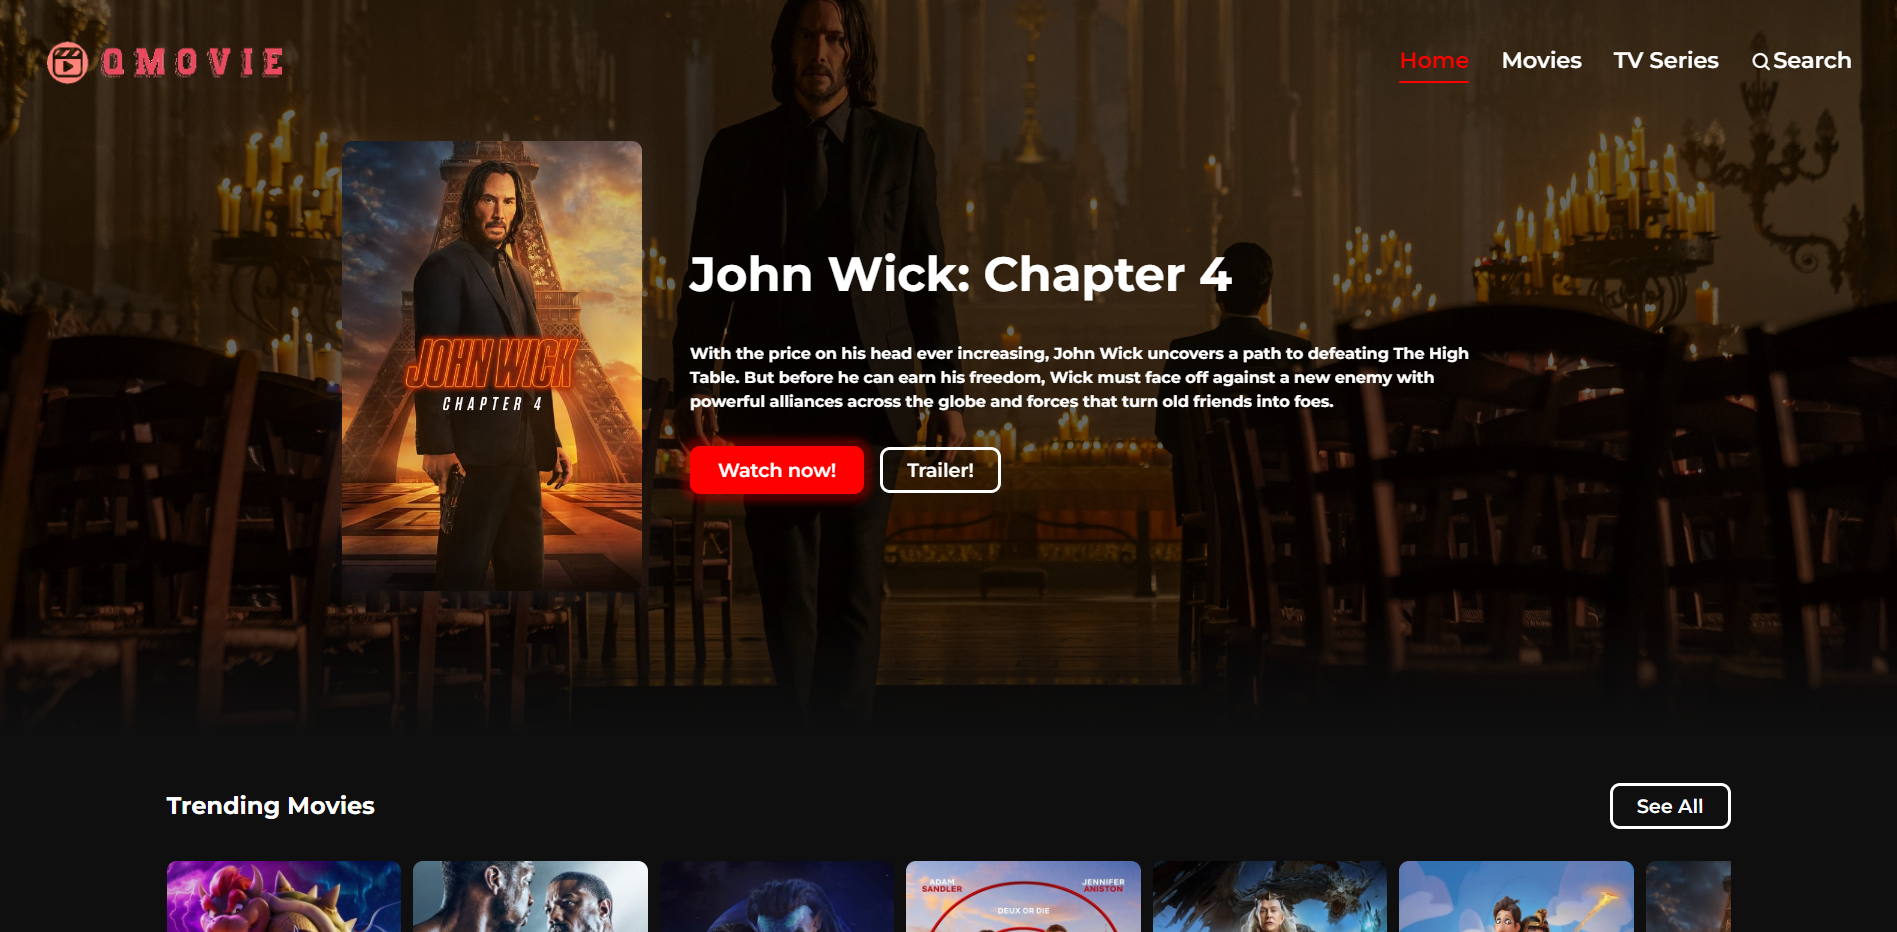 QMOVIE
Home
Movies
TV Series
Search
JOHN WICK
CHAPTER 4
John Wick: Chapter 4
With the price on his head ever increasing, John Wick uncovers a path to defeating The High
Table. But before he can earn his freedom, Wick must face off against a new enemy with
powerful alliances across the globe and forces that turn old friends into foes.
Watch now!
Trailer!
Trending Movies
See All
ADAM
SANDLER
JENNIFER
ANISTON
DEUX OR DIE